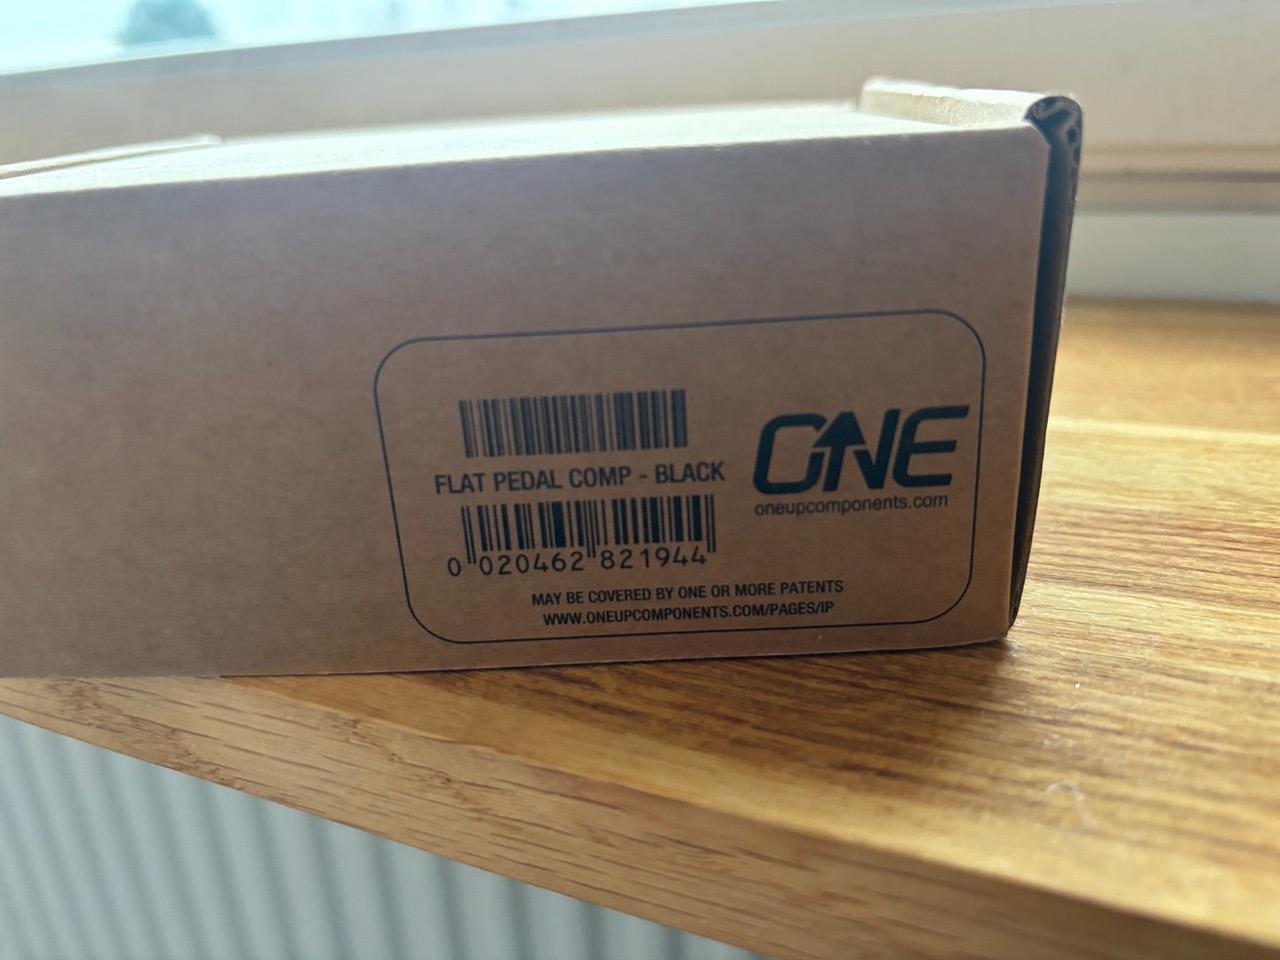 FLAT PEDAL COMP - BLACK
0 020462 821944
ONE
oneupcomponents.com
MAY BE COVERED BY ONE OR MORE PATENTS
WWW.ONEUPCOMPONENTS.COM/PAGES/IP